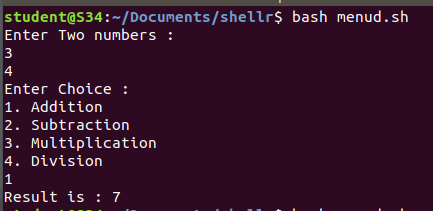 student@S34:~/Documents/shellr$ bash menud.sh
Enter Two numbers :
3
4
Enter Choice :
1. Addition
2. Subtraction
3. Multiplication
4. Division
1
Result is : 7